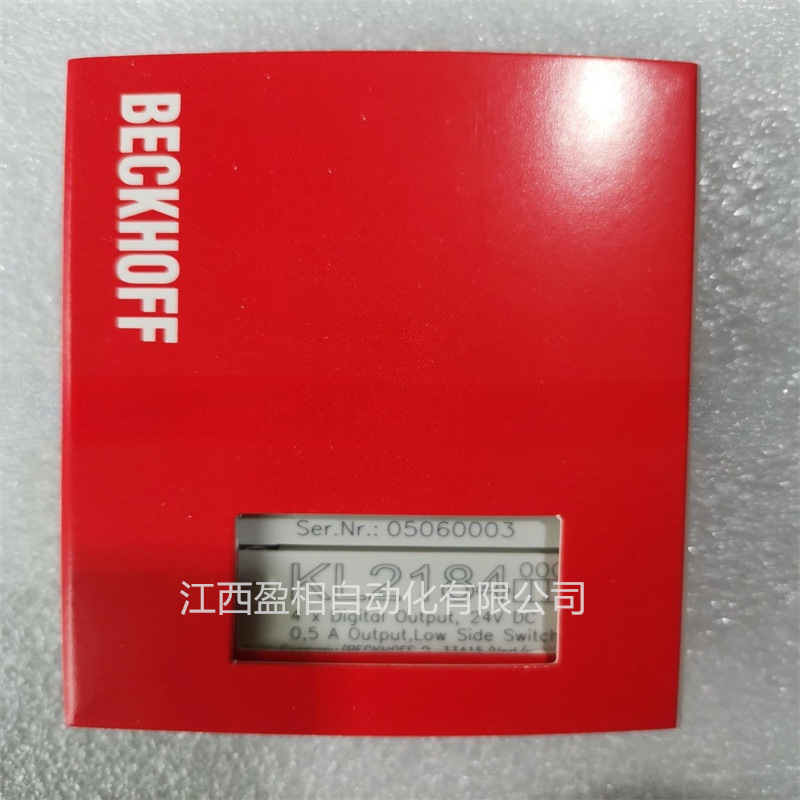 BECKHOFF
Ser.Nr.: 05060003
KL2184 000
江西盈相自动化有限公司
4 x Digital Output, 24V DC
0,5 A Output,Low Side Switch